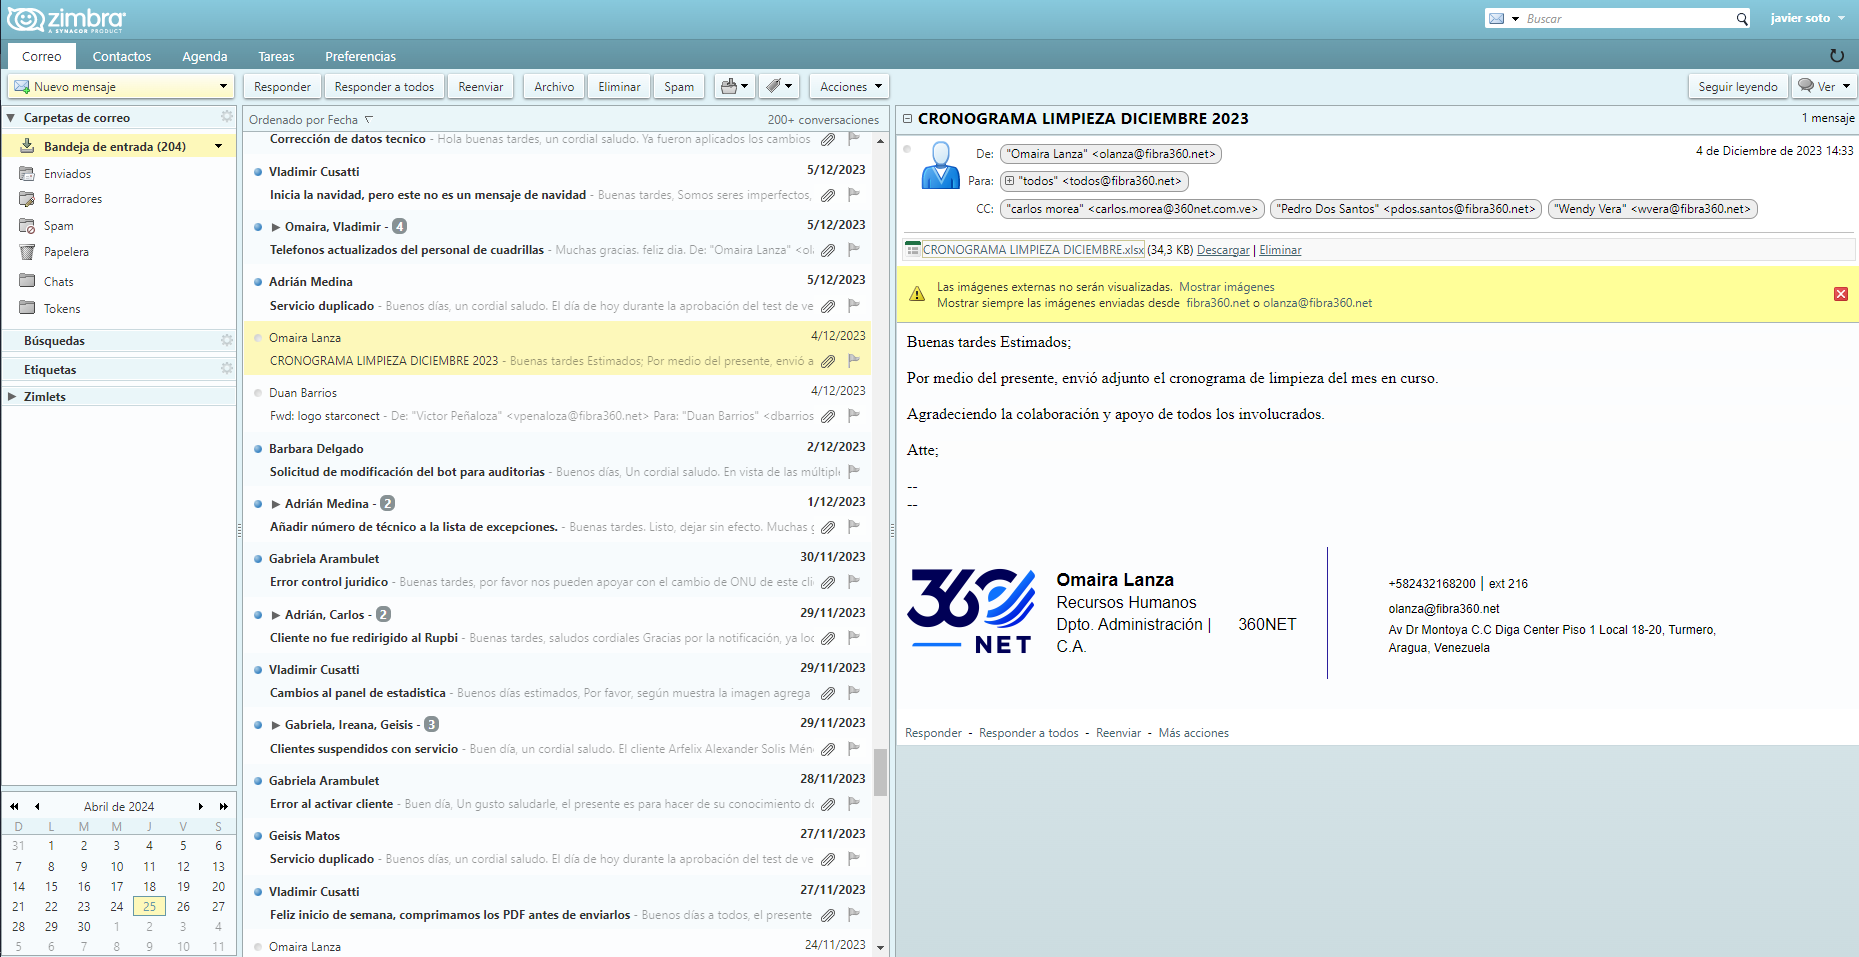 zimbra
A SYNACOR PRODUCT
Buscar
javier soto
Correo Contactos Agenda Tareas Preferencias
Nuevo mensaje
Responder Responder a todos Reenviar Archivo Eliminar Spam Acciones Seguir leyendo Ver
Carpetas de correo
Bandeja de entrada (204)
Enviados
Borradores
Spam
Papelera
Chats
Tokens
Búsquedas
Etiquetas
Zimlets
Abril de 2024
D L M M J V S
31 1 2 3 4 5 6
7 8 9 10 11 12 13
14 15 16 17 18 19 20
21 22 23 24 25 26 27
28 29 30 1 2 3 4
5 6 7 8 9 10 11
Ordenado por Fecha 200+ conversaciones
Corrección de datos tecnico - Hola buenas tardes, un cordial saludo. Ya fueron aplicados los cambios
Vladimir Cusatti 5/12/2023
Inicia la navidad, pero este no es un mensaje de navidad - Buenas tardes, Somos seres imperfectos,
Omaira, Vladimir - 4 5/12/2023
Telefonos actualizados del personal de cuadrillas - Muchas gracias. feliz dia. De: "Omaira Lanza" <ol
Adrián Medina 5/12/2023
Servicio duplicado - Buenos días, un cordial saludo. El día de hoy durante la aprobación del test de ve
Omaira Lanza 4/12/2023
CRONOGRAMA LIMPIEZA DICIEMBRE 2023 - Buenas tardes Estimados; Por medio del presente, envió a
Duan Barrios 4/12/2023
Fwd: logo starconect - De: "Victor Peñaloza" <vpenaloza@fibra360.net> Para: "Duan Barrios" <dbarrios
Barbara Delgado 2/12/2023
Solicitud de modificación del bot para auditorias - Buenos días, Un cordial saludo. En vista de las múltiple
Adrián Medina - 2 1/12/2023
Añadir número de técnico a la lista de excepciones. - Buenas tardes. Listo, dejar sin efecto. Muchas g
Gabriela Arambulet 30/11/2023
Error control juridico - Buenas tardes, por favor nos pueden apoyar con el cambio de ONU de este cli
Adrián, Carlos - 2 29/11/2023
Cliente no fue redirigido al Rupbi - Buenas tardes, saludos cordiales Gracias por la notificación, ya loc
Vladimir Cusatti 29/11/2023
Cambios al panel de estadistica - Buenos días estimados, Por favor, según muestra la imagen agrega
Gabriela, Ireana, Geisis - 3 29/11/2023
Clientes suspendidos con servicio - Buen día, un cordial saludo. El cliente Arfelix Alexander Solis Mén
Gabriela Arambulet 28/11/2023
Error al activar cliente - Buen día, Un gusto saludarle, el presente es para hacer de su conocimiento do
Geisis Matos 27/11/2023
Servicio duplicado - Buenos días, un cordial saludo. El día de hoy durante la aprobación del test de ve
Vladimir Cusatti 27/11/2023
Feliz inicio de semana, comprimamos los PDF antes de enviarlos - Buenos días a todos, el presente
Omaira Lanza 24/11/2023
CRONOGRAMA LIMPIEZA DICIEMBRE 2023 1 mensaje
De: "Omaira Lanza" <olanza@fibra360.net> 4 de Diciembre de 2023 14:33
Para: "todos" <todos@fibra360.net>
CC: "carlos morea" <carlos.morea@360net.com.ve> "Pedro Dos Santos" <pdos.santos@fibra360.net> "Wendy Vera" <wvera@fibra360.net>
CRONOGRAMA LIMPIEZA DICIEMBRE.xlsx (34,3 KB) Descargar | Eliminar
Las imágenes externas no serán visualizadas. Mostrar imágenes
Mostrar siempre las imágenes enviadas desde fibra360.net o olanza@fibra360.net
Buenas tardes Estimados;
Por medio del presente, envió adjunto el cronograma de limpieza del mes en curso.
Agradeciendo la colaboración y apoyo de todos los involucrados.
Atte;
--
--
360
NET
Omaira Lanza
Recursos Humanos
Dpto. Administración | 360NET
C.A.
+582432168200 | ext 216
olanza@fibra360.net
Av Dr Montoya C.C Diga Center Piso 1 Local 18-20, Turmero,
Aragua, Venezuela
Responder - Responder a todos - Reenviar - Más acciones